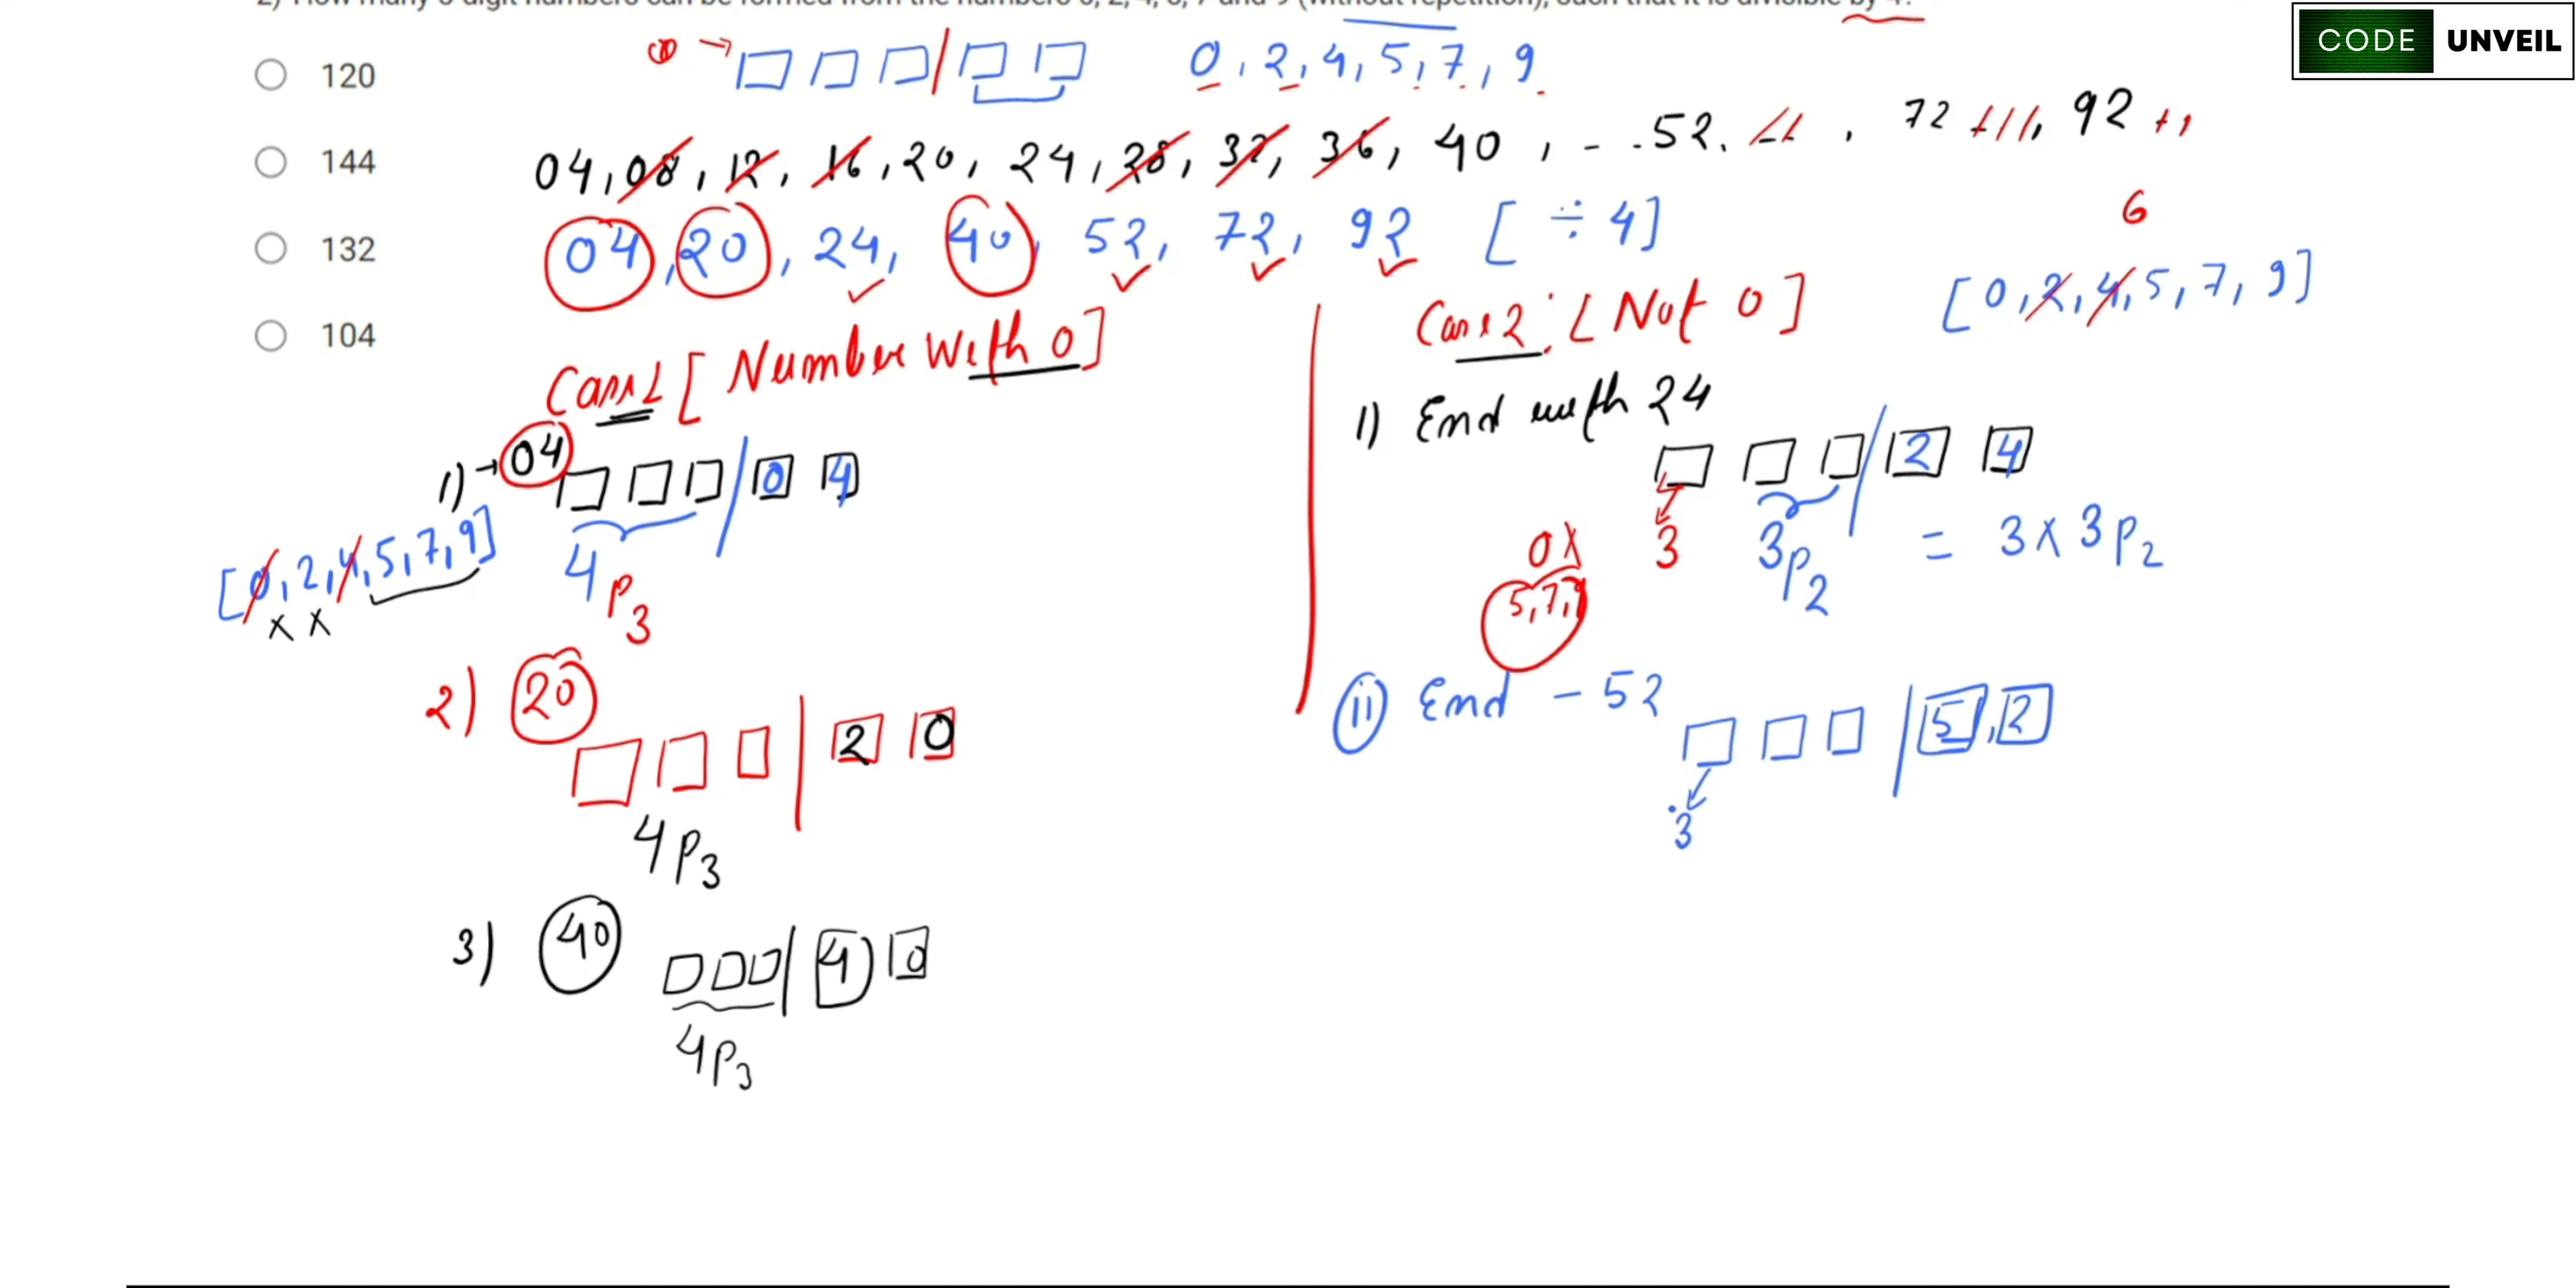 CODE UNVEIL
120
144
132
104
0, 2, 4, 5, 7, 9
04, 08, 12, 16, 20, 24, 28, 32, 36, 40, - - 52, , 72 , 92
04, 20, 24, 40, 52, 72, 92 [ ÷ 4 ]
6
[0, 2, 4, 5, 7, 9]
Case 1 [ Number With 0 ]
1) → 04
0 4
[0, 2, 4, 5, 7, 9]
x x
4P3
2) 20
2 0
4P3
3) 40
4 0
4P3
Case 2 : [ Not 0 ]
1) End with 24
2 4
0 X
5, 7, 9
3 3P2 = 3 x 3P2
ii) End - 52
5, 2
3